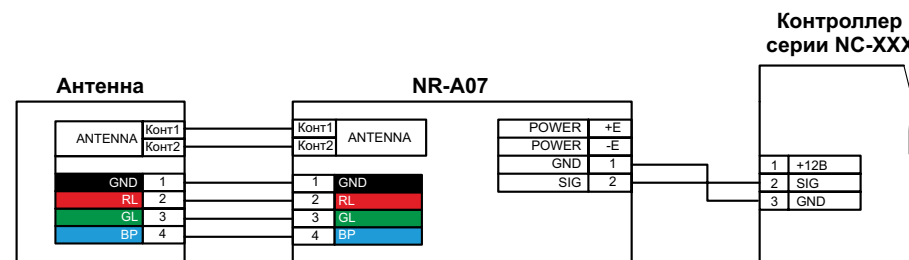 Контроллер
серии NC-XXX
Антенна
NR-A07
ANTENNA
Конт1
Конт2
GND 1
RL 2
GL 3
BP 4
Конт1
Конт2
ANTENNA
1 GND
2 RL
3 GL
4 BP
POWER +E
POWER -E
GND 1
SIG 2
1 +12В
2 SIG
3 GND